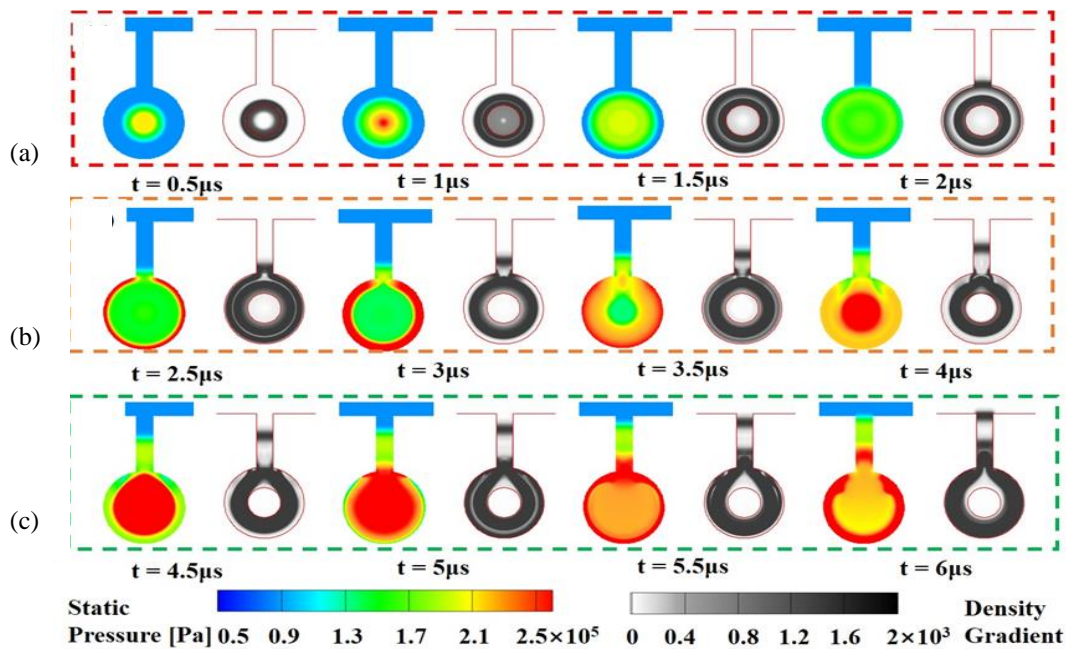 (a)
t = 0.5μs t = 1μs t = 1.5μs t = 2μs
(b)
t = 2.5μs t = 3μs t = 3.5μs t = 4μs
(c)
t = 4.5μs t = 5μs t = 5.5μs t = 6μs
Static Density
Pressure [Pa] 0.5 0.9 1.3 1.7 2.1 2.5×10⁵ 0 0.4 0.8 1.2 1.6 2×10³ Gradient